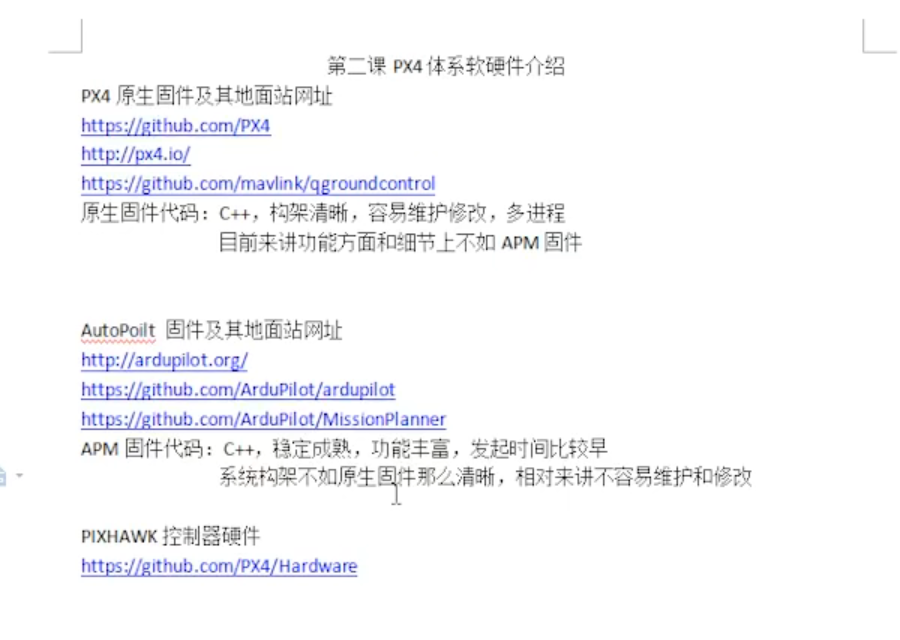 第二课 PX4 体系软硬件介绍
PX4 原生固件及其地面站网址
https://github.com/PX4
http://px4.io/
https://github.com/mavlink/qgroundcontrol
原生固件代码：C++，构架清晰，容易维护修改，多进程
目前来讲功能方面和细节上不如 APM 固件
AutoPoilt 固件及其地面站网址
http://ardupilot.org/
https://github.com/ArduPilot/ardupilot
https://github.com/ArduPilot/MissionPlanner
APM 固件代码：C++，稳定成熟，功能丰富，发起时间比较早
系统构架不如原生固件那么清晰，相对来讲不容易维护和修改
PIXHAWK 控制器硬件
https://github.com/PX4/Hardware